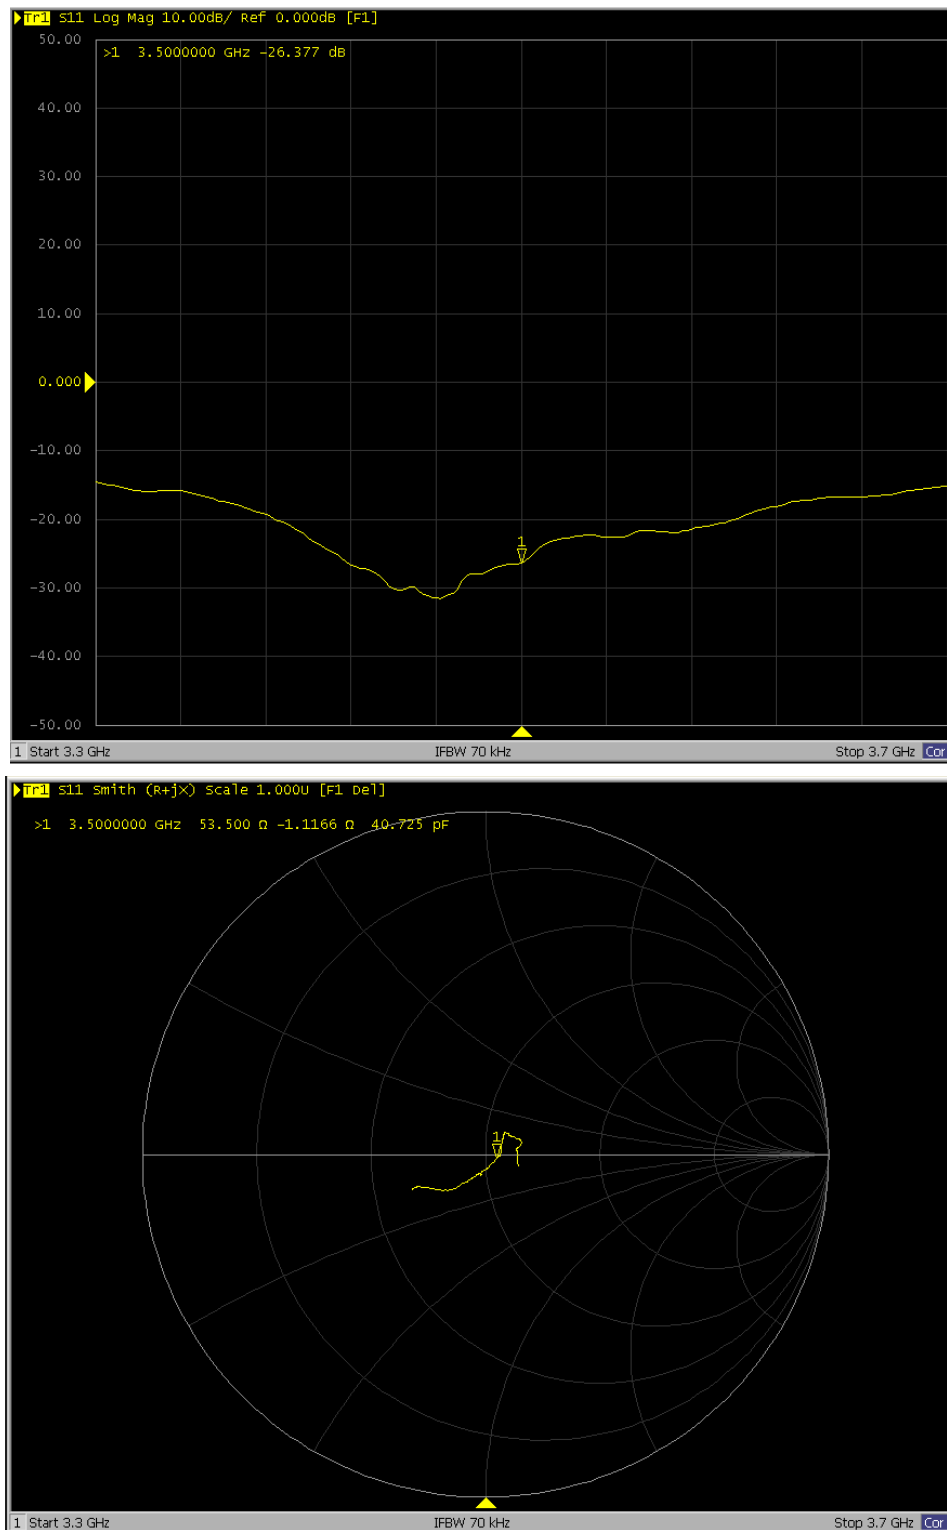 Tr1 S11 Log Mag 10.00dB/ Ref 0.000dB [F1]
50.00
>1 3.5000000 GHz -26.377 dB
40.00
30.00
20.00
10.00
0.000
-10.00
-20.00
1
-30.00
-40.00
-50.00
1 Start 3.3 GHz IFBW 70 kHz Stop 3.7 GHz Cor
Tr1 S11 Smith (R+jX) Scale 1.000U [F1 Del]
>1 3.5000000 GHz 53.500 Ω -1.1166 Ω 40.725 pF
1
1 Start 3.3 GHz IFBW 70 kHz Stop 3.7 GHz Cor